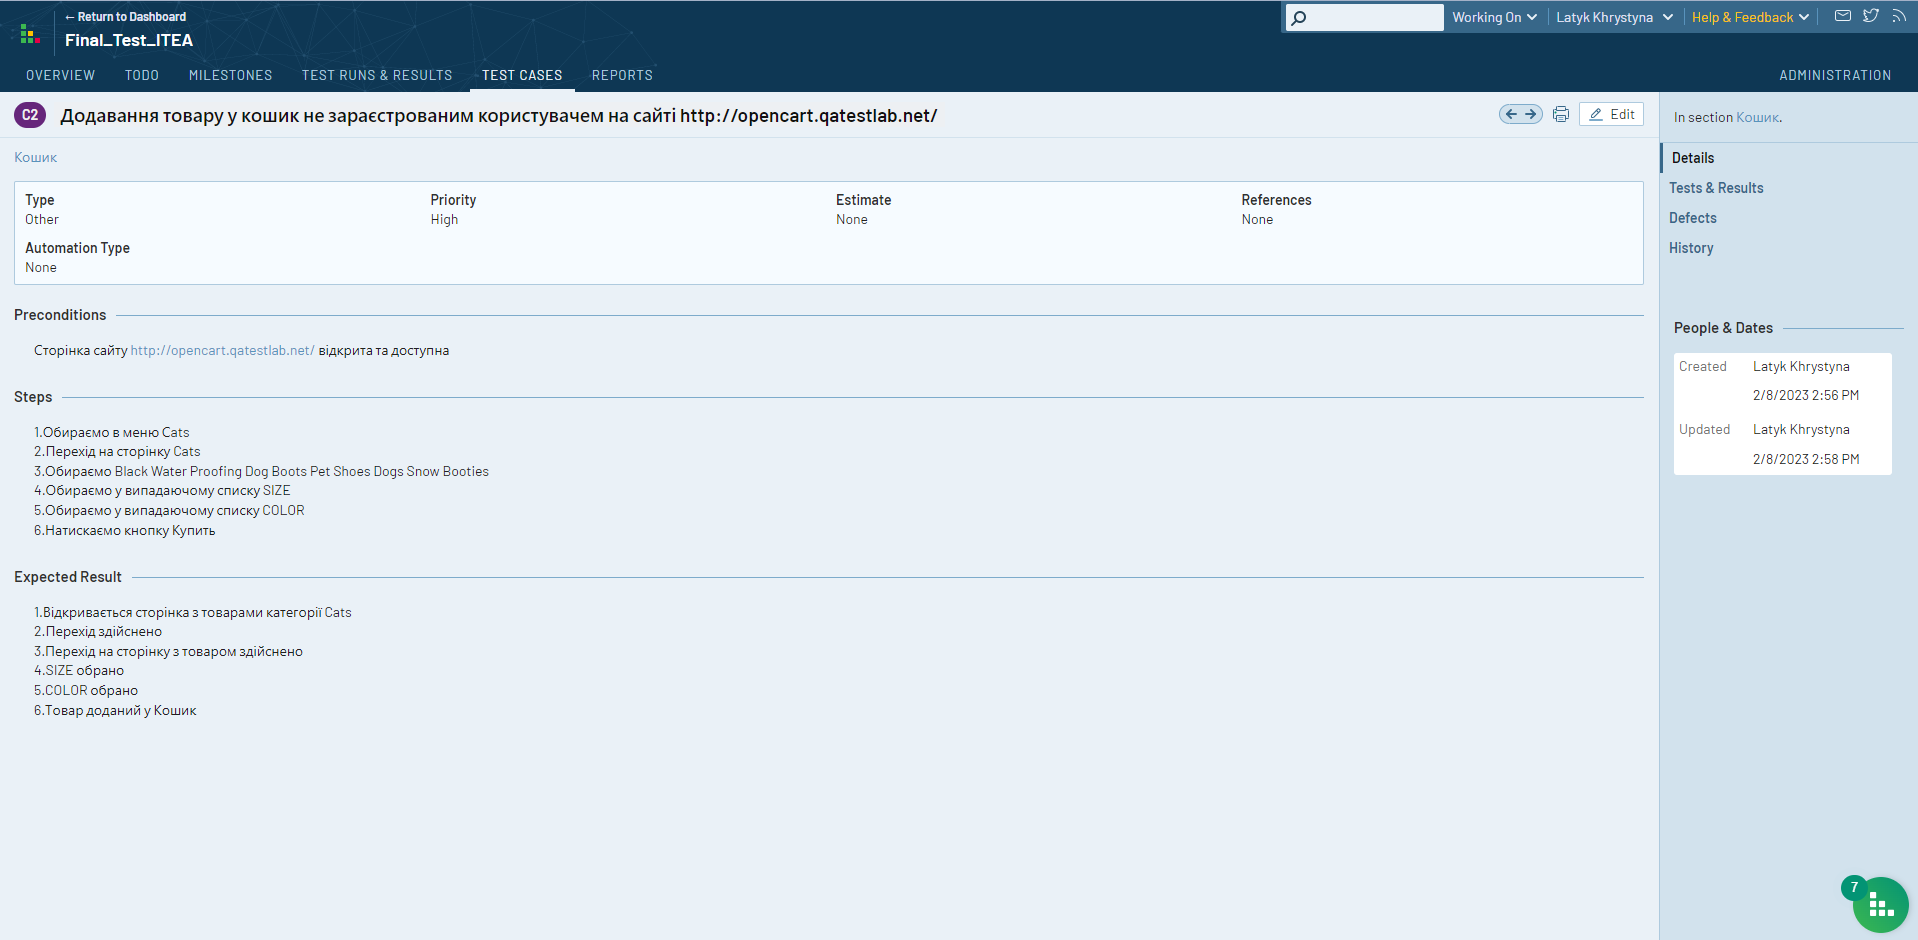 ← Return to Dashboard
Final_Test_ITEA
Working On
Latyk Khrystyna
Help & Feedback
OVERVIEW
TODO
MILESTONES
TEST RUNS & RESULTS
TEST CASES
REPORTS
ADMINISTRATION
C2
Додавання товару у кошик не зараєстрованим користувачем на сайті http://opencart.qatestlab.net/
Edit
Кошик
Type
Other
Priority
High
Estimate
None
References
None
Automation Type
None
Preconditions
Сторінка сайту http://opencart.qatestlab.net/ відкрита та доступна
Steps
1.Обираємо в меню Cats
2.Перехід на сторінку Cats
3.Обираємо Black Water Proofing Dog Boots Pet Shoes Dogs Snow Booties
4.Обираємо у випадаючому списку SIZE
5.Обираємо у випадаючому списку COLOR
6.Натискаємо кнопку Купить
Expected Result
1.Відкривається сторінка з товарами категорії Cats
2.Перехід здійснено
3.Перехід на сторінку з товаром здійснено
4.SIZE обрано
5.COLOR обрано
6.Товар доданий у Кошик
In section Кошик.
Details
Tests & Results
Defects
History
People & Dates
Created
Latyk Khrystyna
2/8/2023 2:56 PM
Updated
Latyk Khrystyna
2/8/2023 2:58 PM
7